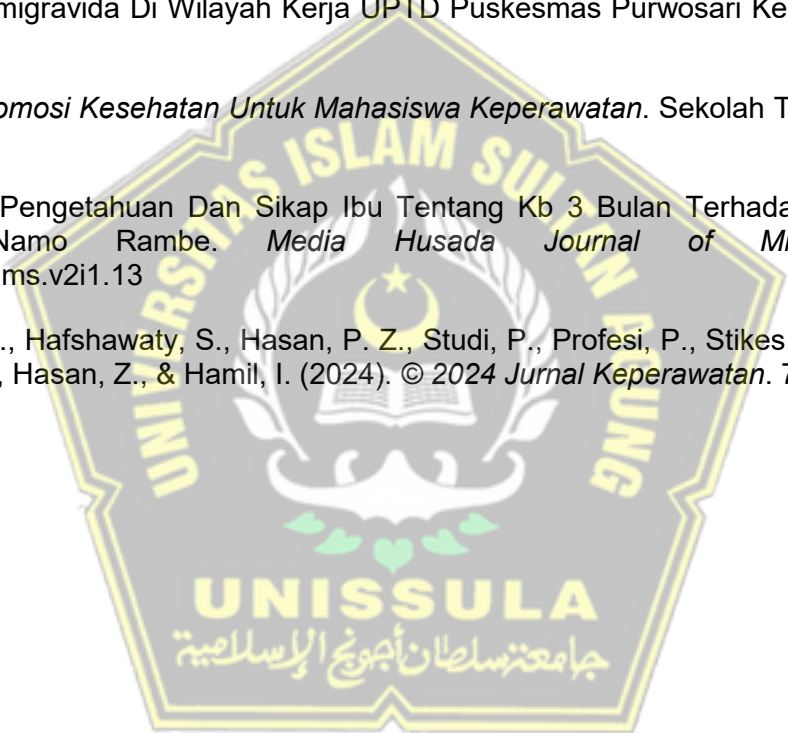 migravida Di Wilayah Kerja UPTD Puskesmas Purwosari Ke
omosi Kesehatan Untuk Mahasiswa Keperawatan. Sekolah T
Pengetahuan Dan Sikap Ibu Tentang Kb 3 Bulan Terhada
Namo Rambe. Media Husada Journal of Mi
ms.v2i1.13
., Hafshawaty, S., Hasan, P. Z., Studi, P., Profesi, P., Stikes
, Hasan, Z., & Hamil, I. (2024). © 2024 Jurnal Keperawatan. 7
UNIVERSITAS ISLAM SULTAN AGUNG
UNISSULA
جامعة سلطان أجونج الإسلامية